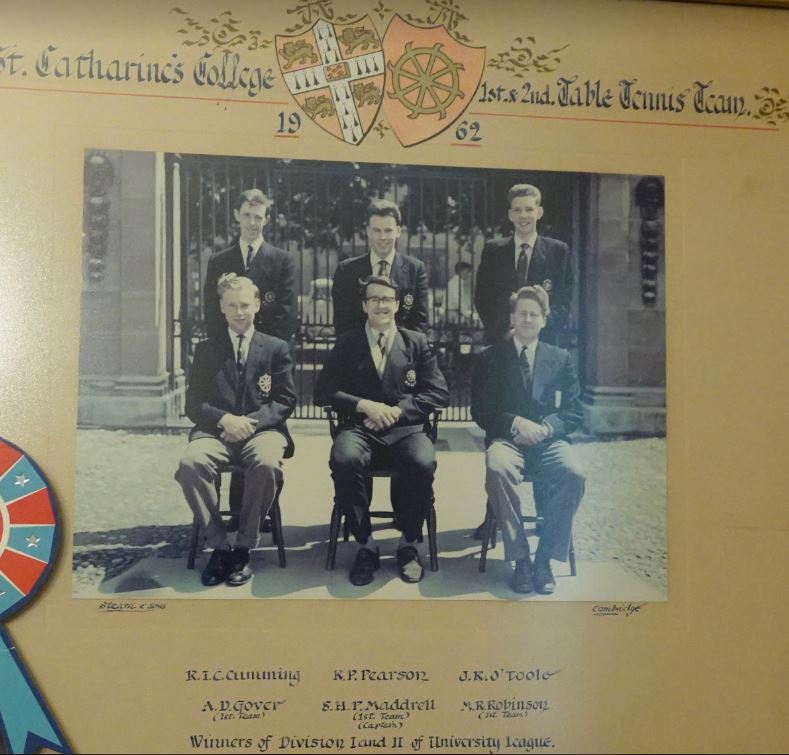 St. Catharine's College
1st. & 2nd. Table Tennis Team.
19 62
Stearn & Sons Cambridge
R.I.C. Cumming R.P. Pearson J.R. O'Toole
A.D. Gover S.H.P. Maddrell M.R. Robinson
(1st. Team) (1st. Team) (1st. Team)
(Captain)
Winners of Division I and II of University League.